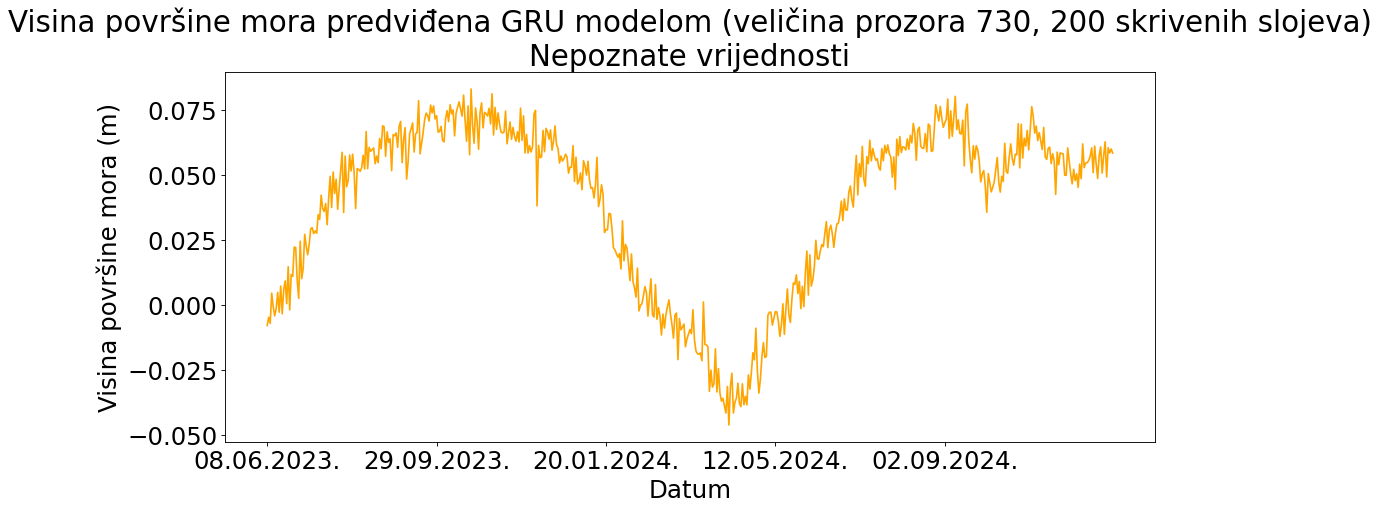 Visina površine mora predviđena GRU modelom (veličina prozora 730, 200 skrivenih slojeva)
Nepoznate vrijednosti
Visina površine mora (m)
0.075
0.050
0.025
0.000
−0.025
−0.050
08.06.2023. 29.09.2023. 20.01.2024. 12.05.2024. 02.09.2024.
Datum